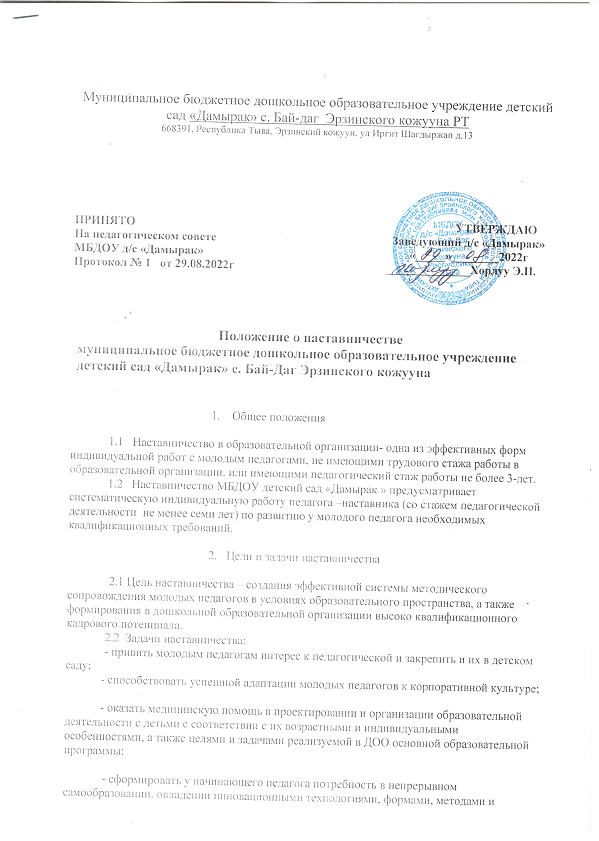 Муниципальное бюджетное дошкольное образовательное учреждение детский
сад «Дамырак» с. Бай-даг Эрзинского кожууна РТ
668391, Республика Тыва, Эрзинский кожуун, ул Иргит Шагдыржап д,13
ПРИНЯТО
На педагогическом совете
МБДОУ д/с «Дамырак»
Протокол № 1 от 29.08.2022г
УТВЕРЖДАЮ
Заведующий д/с «Дамырак»
« 29 » 08 2022г
Хорлуу Э.П.
Положение о наставничестве
муниципальное бюджетное дошкольное образовательное учреждение
детский сад «Дамырак» с. Бай-Даг Эрзинского кожууна
1. Общее положения
1.1 Наставничество в образовательной организации- одна из эффективных форм
индивидуальной работ с молодым педагогами, не имеющими трудового стажа работы в
образовательной организации, или имеющими педагогический стаж работы не более 3-лет.
1.2 Наставничество МБДОУ детский сад «Дамырак » предусматривает
систематическую индивидуальную работу педагога –наставника (со стажем педагогической
деятельности не менее семи лет) по развитию у молодого педагога необходимых
квалификационных требований.
2. Цели и задачи наставничества
2.1 Цель наставничества – создания эффективной системы методического
сопровождения молодых педагогов в условиях образовательного пространства, а также
формирования в дошкольной образовательной организации высоко квалификационного
кадрового потенциала.
2.2 Задачи наставничества:
- привить молодым педагогам интерес к педагогической и закрепить и их в детском
саду;
- способствовать успешной адаптации молодых педагогов к корпоративной культуре;
- оказать медицинскую помощь в проектировании и организации образовательной
деятельности с детьми с соответствии с их возрастными и индивидуальными
особенностями, а также целями и задачами реализуемой в ДОО основной образовательной
программы;
- сформировать у начинающего педагога потребность в непрерывном
самообразовании, овладении инновационными технологиями, формами, методами и